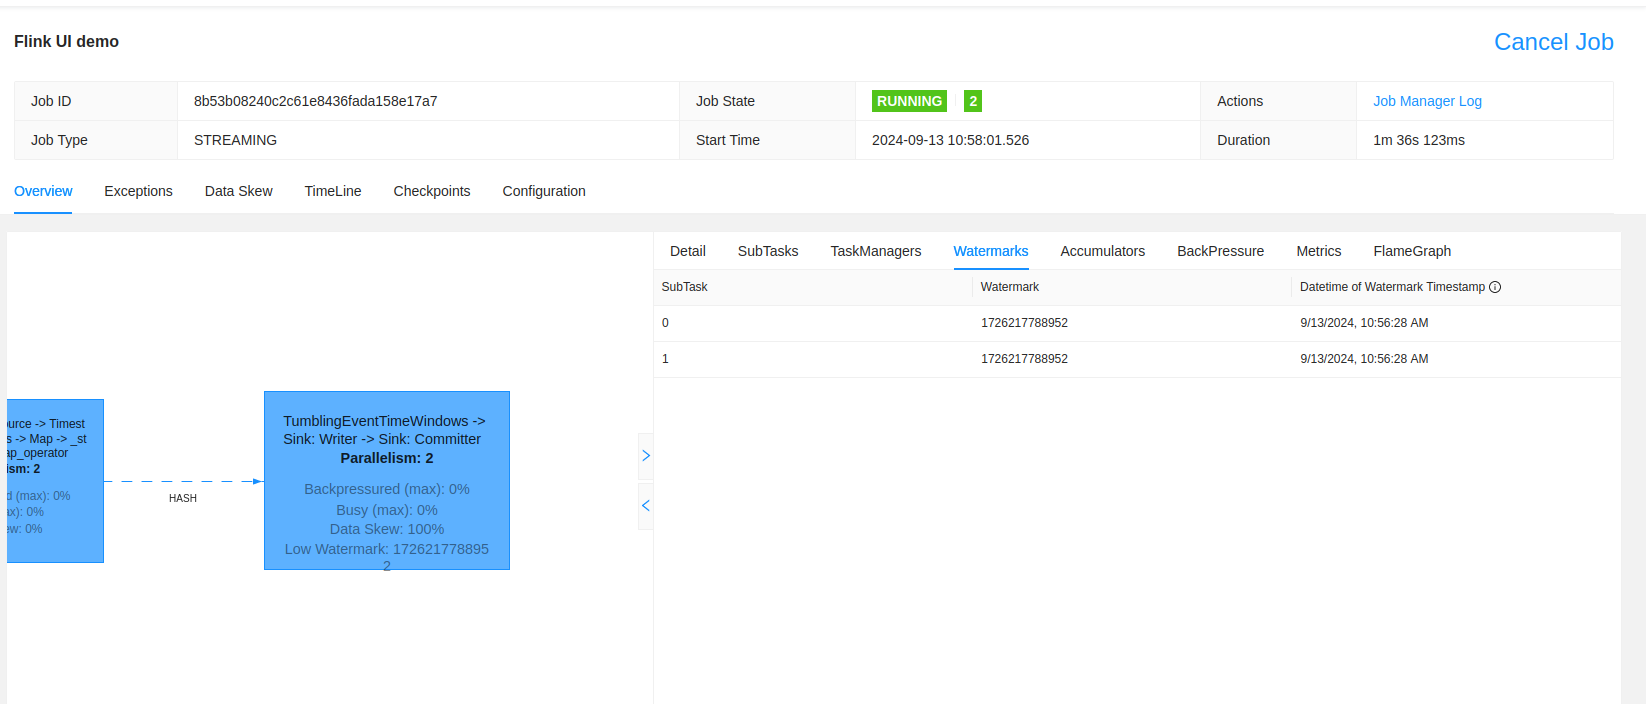 Flink UI demo
Cancel Job
Job ID 8b53b08240c2c61e8436fada158e17a7 Job State RUNNING 2 Actions Job Manager Log
Job Type STREAMING Start Time 2024-09-13 10:58:01.526 Duration 1m 36s 123ms
Overview Exceptions Data Skew TimeLine Checkpoints Configuration
Detail SubTasks TaskManagers Watermarks Accumulators BackPressure Metrics FlameGraph
SubTask Watermark Datetime of Watermark Timestamp
0 1726217788952 9/13/2024, 10:56:28 AM
1 1726217788952 9/13/2024, 10:56:28 AM
urce -> Timest
s -> Map -> _st
ap_operator
ism: 2
d (max): 0%
ax): 0%
ew: 0%
HASH
TumblingEventTimeWindows ->
Sink: Writer -> Sink: Committer
Parallelism: 2
Backpressured (max): 0%
Busy (max): 0%
Data Skew: 100%
Low Watermark: 172621778895
2